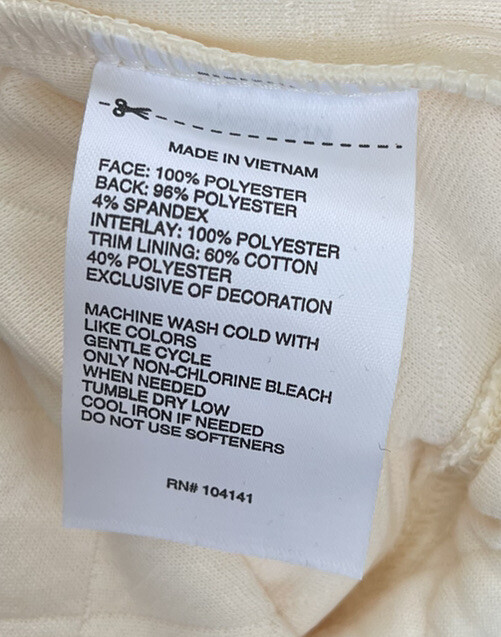 MADE IN VIETNAM
FACE: 100% POLYESTER
BACK: 96% POLYESTER
4% SPANDEX
INTERLAY: 100% POLYESTER
TRIM LINING: 60% COTTON
40% POLYESTER
EXCLUSIVE OF DECORATION
MACHINE WASH COLD WITH
LIKE COLORS
GENTLE CYCLE
ONLY NON-CHLORINE BLEACH
WHEN NEEDED
TUMBLE DRY LOW
COOL IRON IF NEEDED
DO NOT USE SOFTENERS
RN# 104141